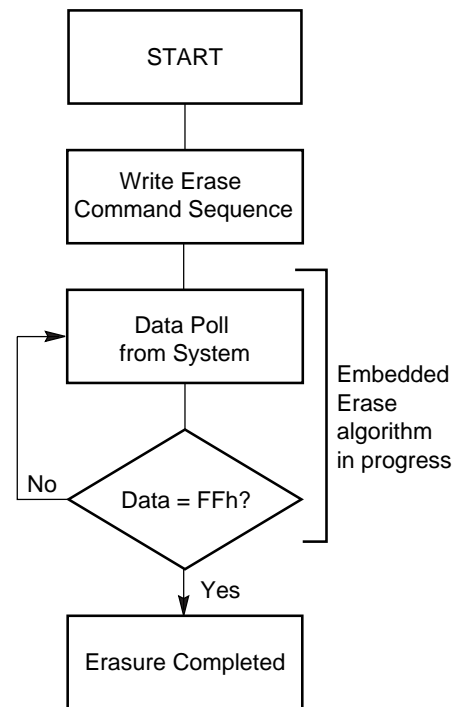 START
Write Erase
Command Sequence
Data Poll
from System
Embedded
Erase
algorithm
in progress
No
Data = FFh?
Yes
Erasure Completed